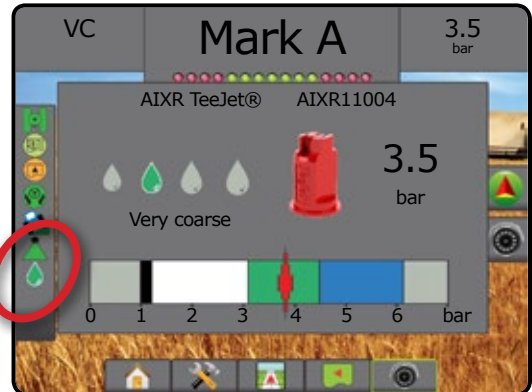 VC Mark A 3.5
bar
AIXR TeeJet® AIXR11004
3.5
bar
Very coarse
0 1 2 3 4 5 6 bar